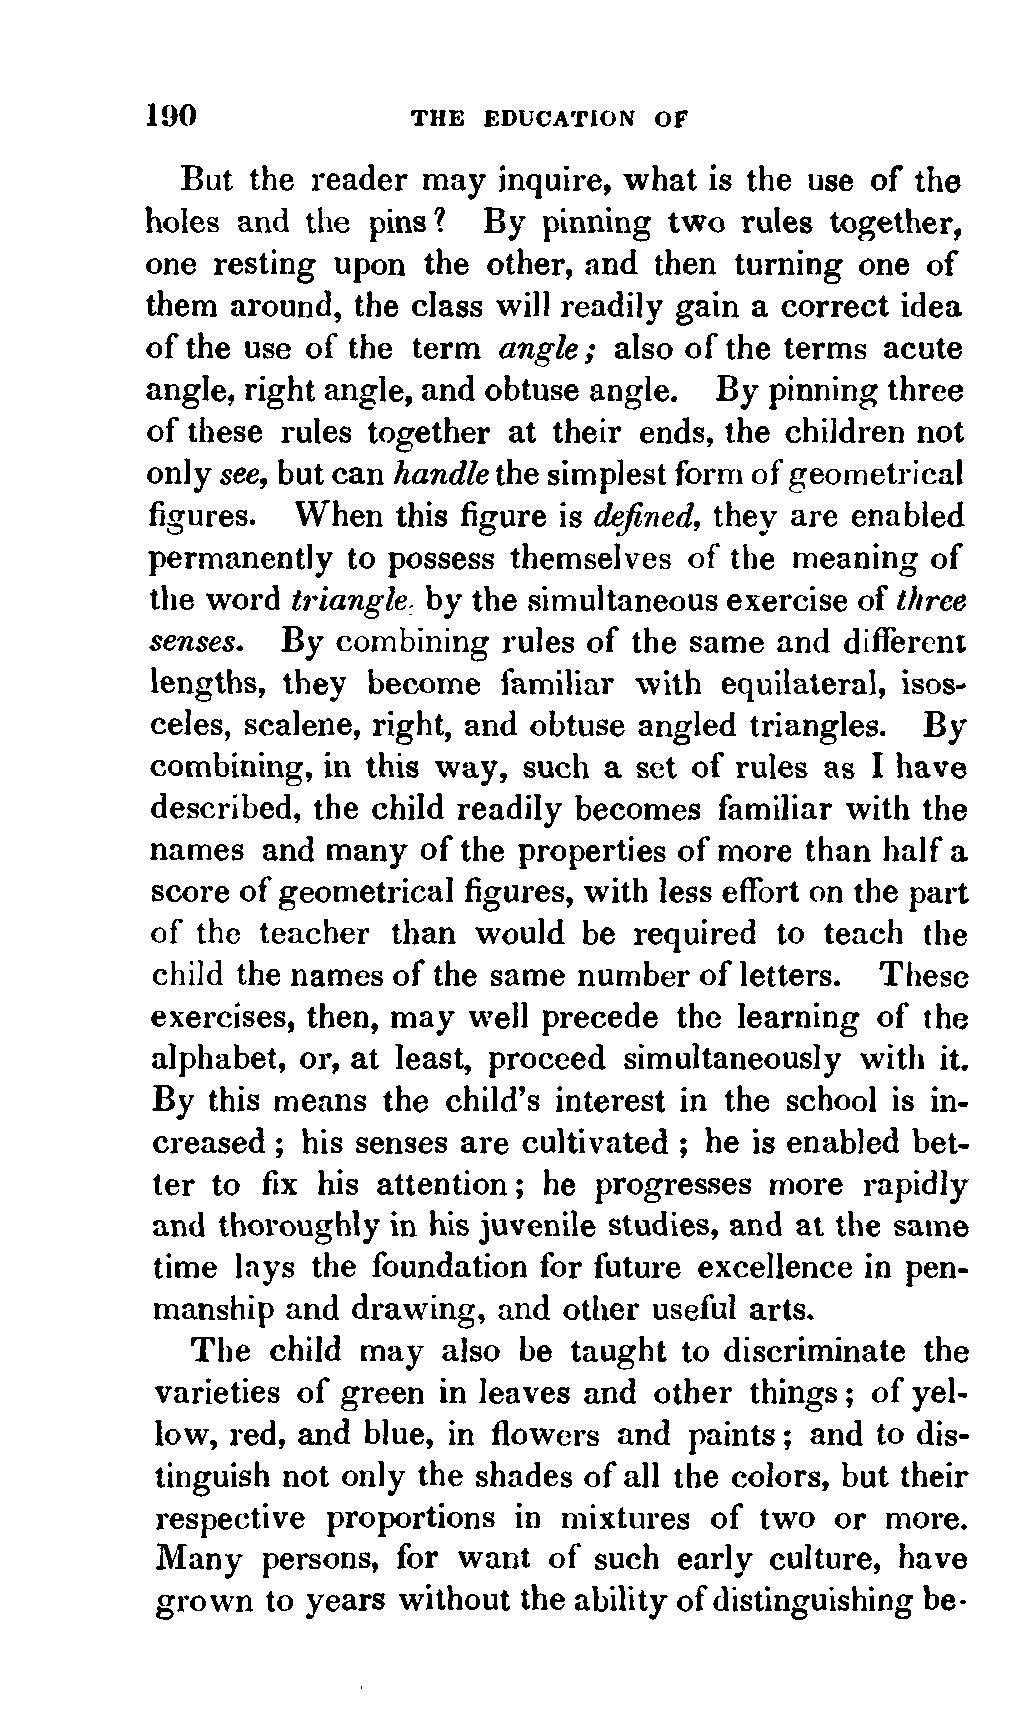 190 THE EDUCATION OF
But the reader may inquire, what is the use of the
holes and the pins? By pinning two rules together,
one resting upon the other, and then turning one of
them around, the class will readily gain a correct idea
of the use of the term angle; also of the terms acute
angle, right angle, and obtuse angle. By pinning three
of these rules together at their ends, the children not
only see, but can handle the simplest form of geometrical
figures. When this figure is defined, they are enabled
permanently to possess themselves of the meaning of
the word triangle, by the simultaneous exercise of three
senses. By combining rules of the same and different
lengths, they become familiar with equilateral, isos-
celes, scalene, right, and obtuse angled triangles. By
combining, in this way, such a set of rules as I have
described, the child readily becomes familiar with the
names and many of the properties of more than half a
score of geometrical figures, with less effort on the part
of the teacher than would be required to teach the
child the names of the same number of letters. These
exercises, then, may well precede the learning of the
alphabet, or, at least, proceed simultaneously with it.
By this means the child's interest in the school is in-
creased; his senses are cultivated; he is enabled bet-
ter to fix his attention; he progresses more rapidly
and thoroughly in his juvenile studies, and at the same
time lays the foundation for future excellence in pen-
manship and drawing, and other useful arts.
The child may also be taught to discriminate the
varieties of green in leaves and other things; of yel-
low, red, and blue, in flowers and paints; and to dis-
tinguish not only the shades of all the colors, but their
respective proportions in mixtures of two or more.
Many persons, for want of such early culture, have
grown to years without the ability of distinguishing be-